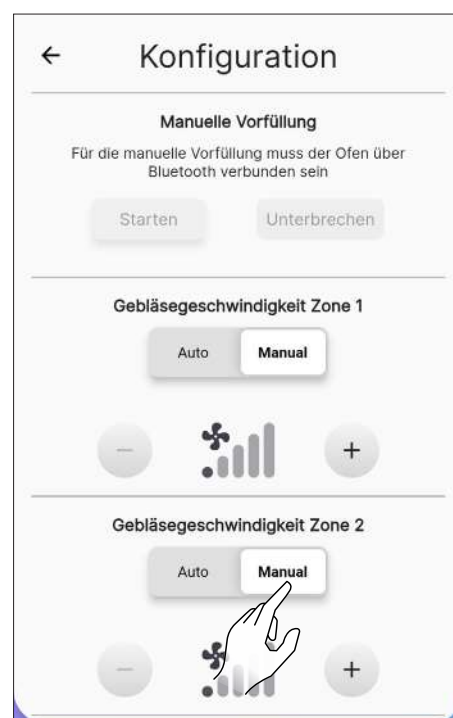 Konfiguration
Manuelle Vorfüllung
Für die manuelle Vorfüllung muss der Ofen über
Bluetooth verbunden sein
Starten Unterbrechen
Gebläsegeschwindigkeit Zone 1
Auto Manual
Gebläsegeschwindigkeit Zone 2
Auto Manual